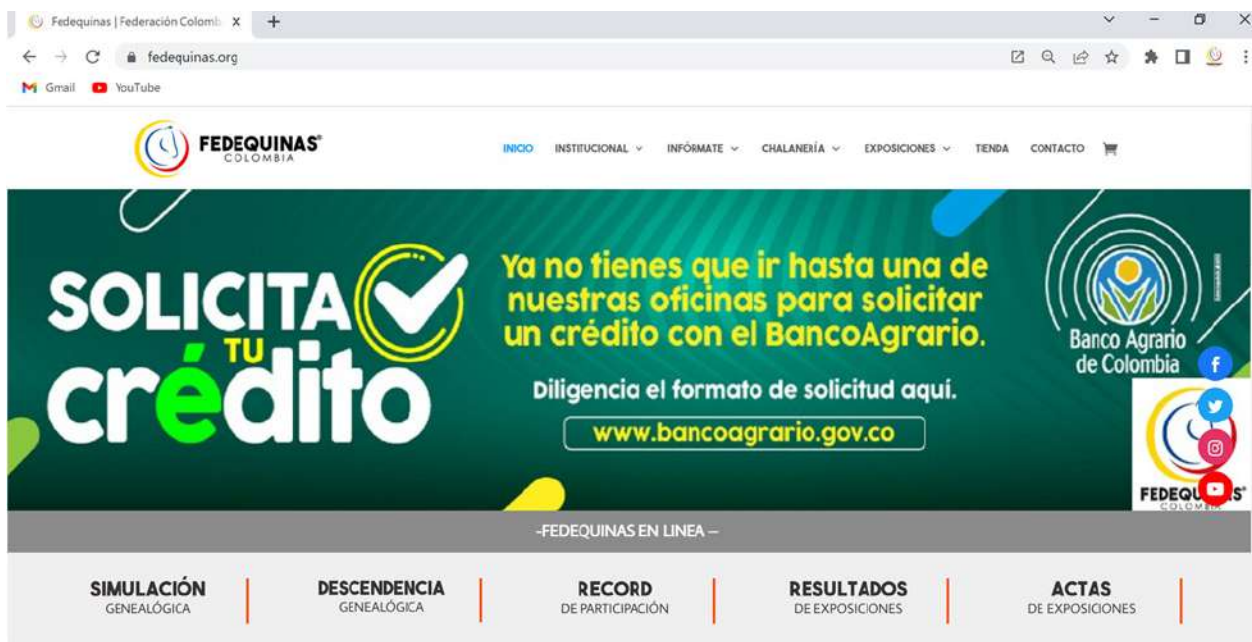 Fedequinas | Federación Colomb
fedequinas.org
Gmail YouTube
FEDEQUINAS
COLOMBIA
INICIO INSTITUCIONAL INFÓRMATE CHALANERÍA EXPOSICIONES TIENDA CONTACTO
SOLICITA
TU
crédito
Ya no tienes que ir hasta una de
nuestras oficinas para solicitar
un crédito con el BancoAgrario.
Diligencia el formato de solicitud aquí.
www.bancoagrario.gov.co
Banco Agrario
de Colombia
FEDEQUINAS
COLOMBIA
-FEDEQUINAS EN LINEA –
SIMULACIÓN
GENEALÓGICA
DESCENDENCIA
GENEALÓGICA
RECORD
DE PARTICIPACIÓN
RESULTADOS
DE EXPOSICIONES
ACTAS
DE EXPOSICIONES